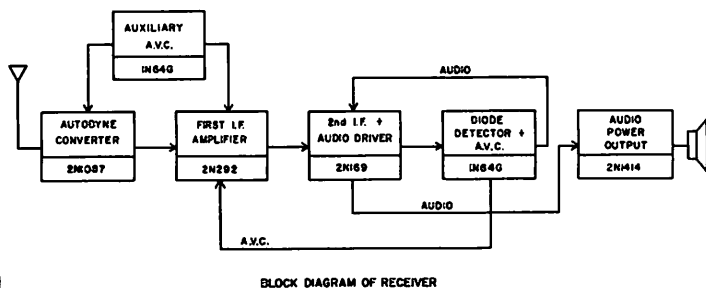 AUXILIARY
A.V.C.
1N64G
AUDIO
AUTODYNE
CONVERTER
2N1087
FIRST I.F.
AMPLIFIER
2N292
2nd I.F. +
AUDIO DRIVER
2N169
DIODE
DETECTOR +
A.V.C.
1N64G
AUDIO
POWER
OUTPUT
2N1414
AUDIO
A.V.C.
BLOCK DIAGRAM OF RECEIVER